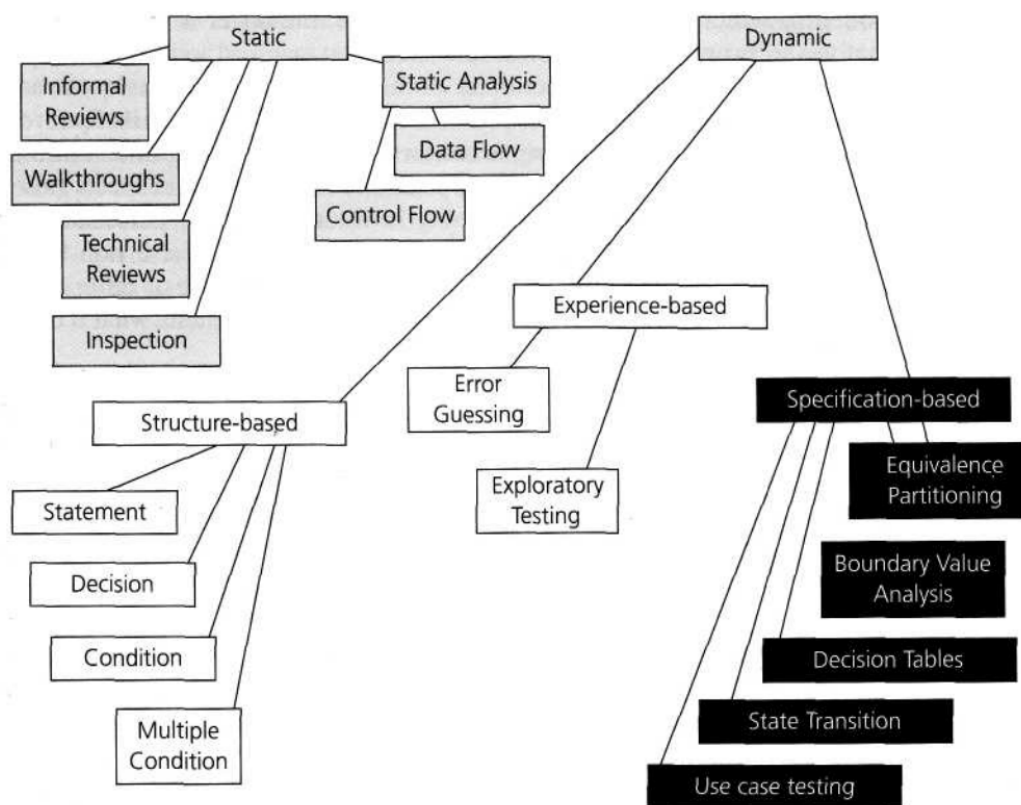 Static
Dynamic
Informal
Reviews
Static Analysis
Data Flow
Walkthroughs
Control Flow
Technical
Reviews
Experience-based
Inspection
Error
Guessing
Specification-based
Structure-based
Equivalence
Partitioning
Exploratory
Testing
Statement
Boundary Value
Analysis
Decision
Condition
Decision Tables
State Transition
Multiple
Condition
Use case testing